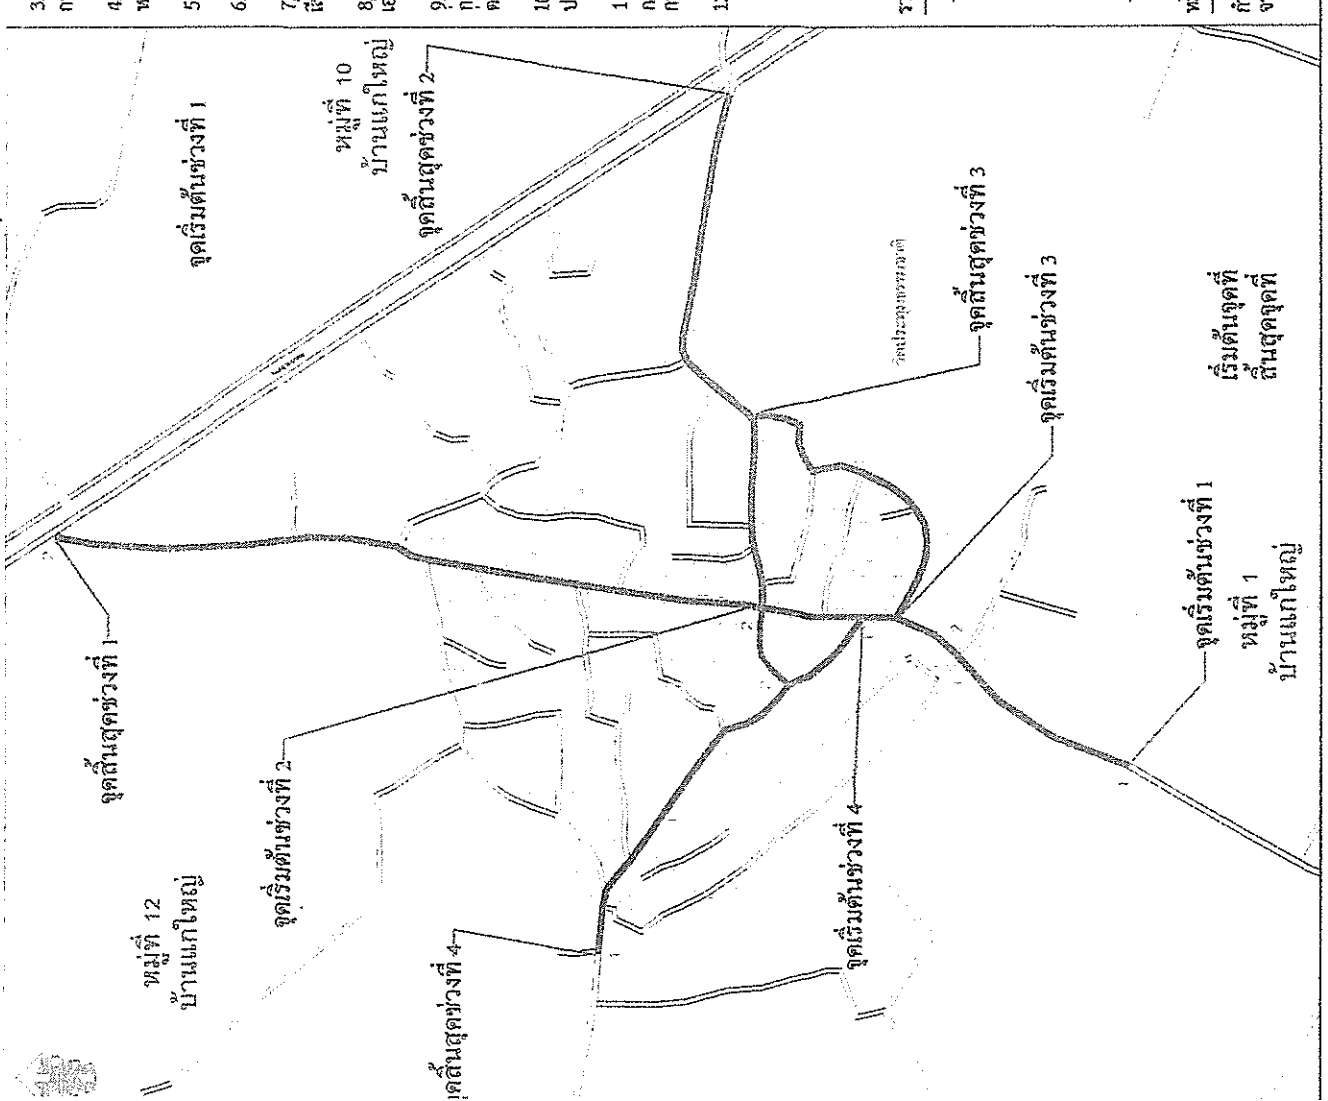 จุดเริ่มต้นช่วงที่ 1
หมู่ที่ 10
บ้านแกใหญ่
จุดสิ้นสุดช่วงที่ 2
จุดสิ้นสุดช่วงที่ 3
จุดเริ่มต้นช่วงที่ 3
เริ่มต้นจุดที่
สิ้นสุดจุดที่
จุดสิ้นสุดช่วงที่ 1
จุดเริ่มต้นช่วงที่ 2
จุดเริ่มต้นช่วงที่ 1
หมู่ที่ 1
บ้านแกใหญ่
หมู่ที่ 12
บ้านแกใหญ่
จุดเริ่มต้นช่วงที่ 4
จุดสิ้นสุดช่วงที่ 4